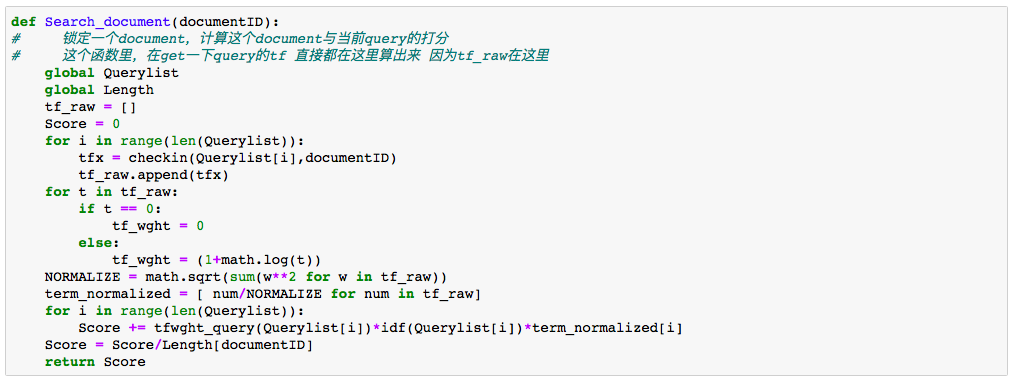 def Search_document(documentID):
#     锁定一个document，计算这个document与当前query的打分
#     这个函数里，在get一下query的tf 直接都在这里算出来 因为tf_raw在这里
    global Querylist
    global Length
    tf_raw = []
    Score = 0
    for i in range(len(Querylist)):
        tfx = checkin(Querylist[i],documentID)
        tf_raw.append(tfx)
    for t in tf_raw:
        if t == 0:
            tf_wght = 0
        else:
            tf_wght = (1+math.log(t))
    NORMALIZE = math.sqrt(sum(w**2 for w in tf_raw))
    term_normalized = [ num/NORMALIZE for num in tf_raw]
    for i in range(len(Querylist)):
        Score += tfwght_query(Querylist[i])*idf(Querylist[i])*term_normalized[i]
    Score = Score/Length[documentID]
    return Score